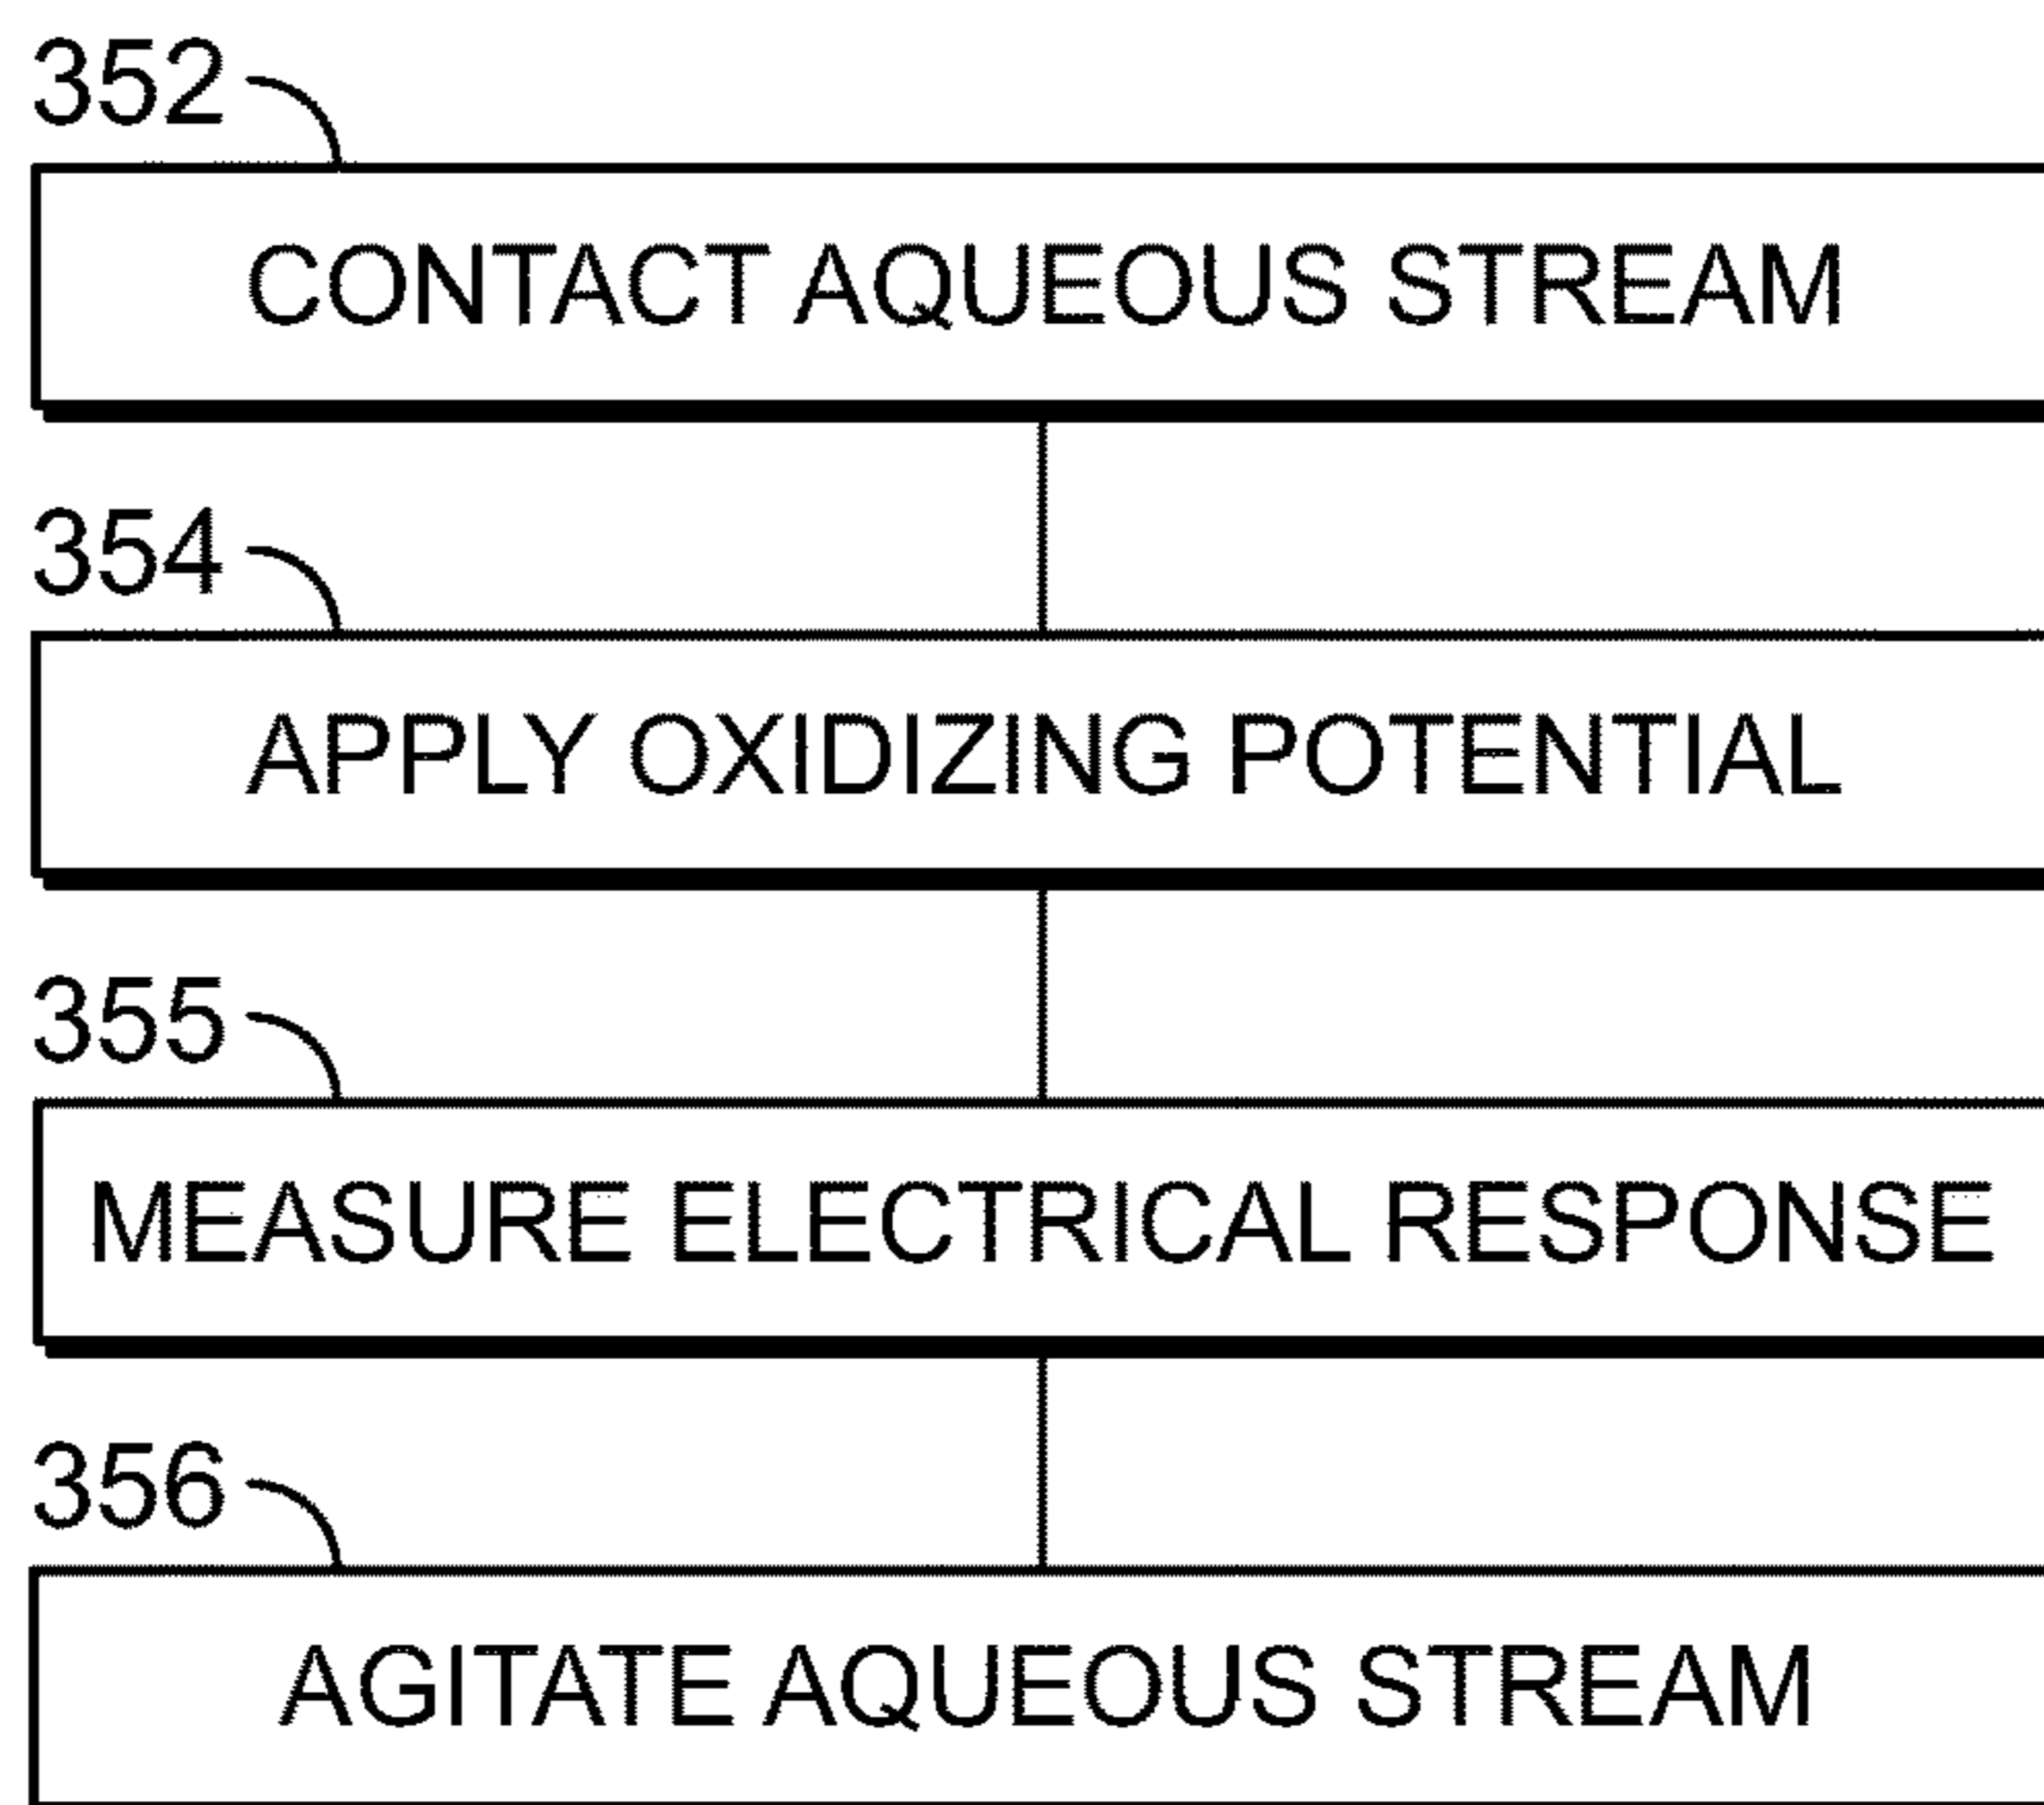 352
CONTACT AQUEOUS STREAM
354
APPLY OXIDIZING POTENTIAL
355
MEASURE ELECTRICAL RESPONSE
356
AGITATE AQUEOUS STREAM